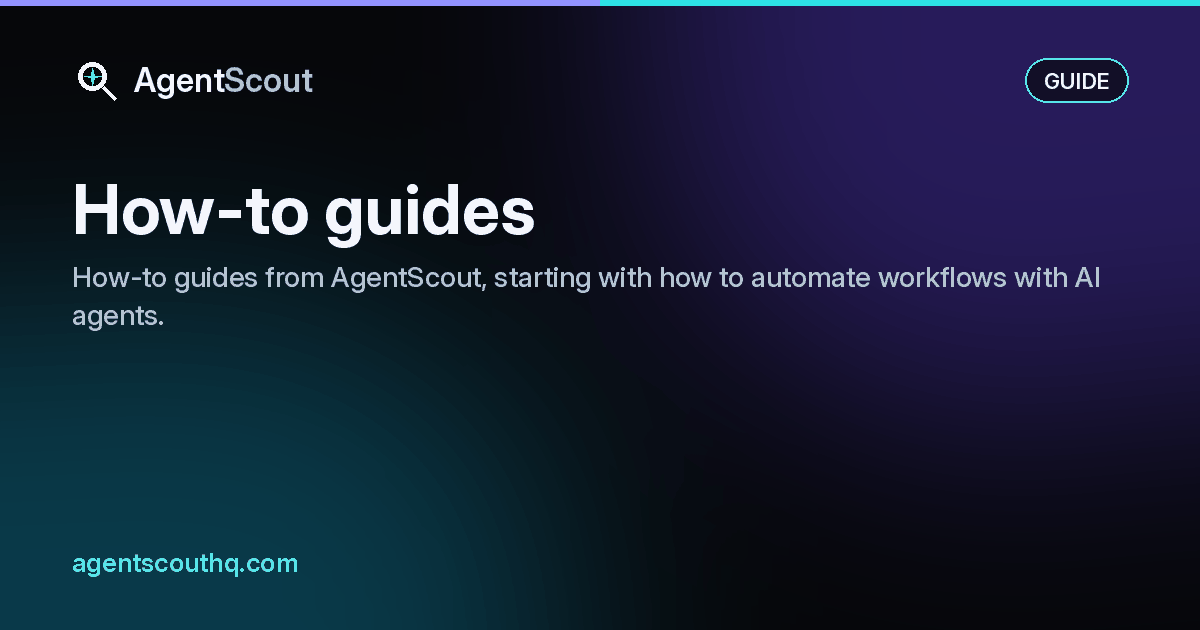 AgentScout
GUIDE
How-to guides
How-to guides from AgentScout, starting with how to automate workflows with AI
agents.
agentscouthq.com